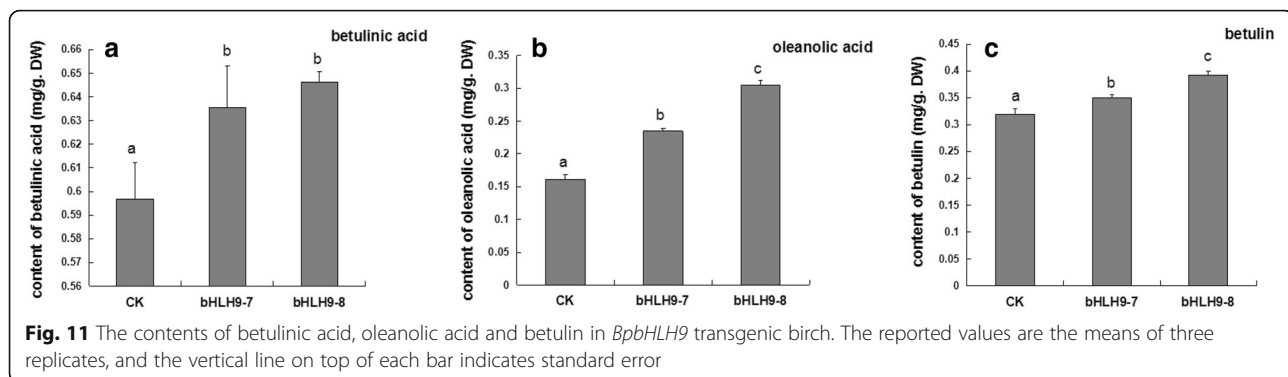 a
betulinic acid
content of betulinic acid (mg/g. DW)
0.66
0.65
0.64
0.63
0.62
0.61
0.6
0.59
0.58
0.57
0.56
a
b
b
CK
bHLH9-7
bHLH9-8
b
oleanolic acid
content of oleanolic acid (mg/g. DW)
0.35
0.3
0.25
0.2
0.15
0.1
0.05
0
a
b
c
CK
bHLH9-7
bHLH9-8
c
betulin
content of betulin (mg/g. DW)
0.45
0.4
0.35
0.3
0.25
0.2
0.15
0.1
0.05
0
a
b
c
CK
bHLH9-7
bHLH9-8
Fig. 11 The contents of betulinic acid, oleanolic acid and betulin in BpbHLH9 transgenic birch. The reported values are the means of three
replicates, and the vertical line on top of each bar indicates standard error